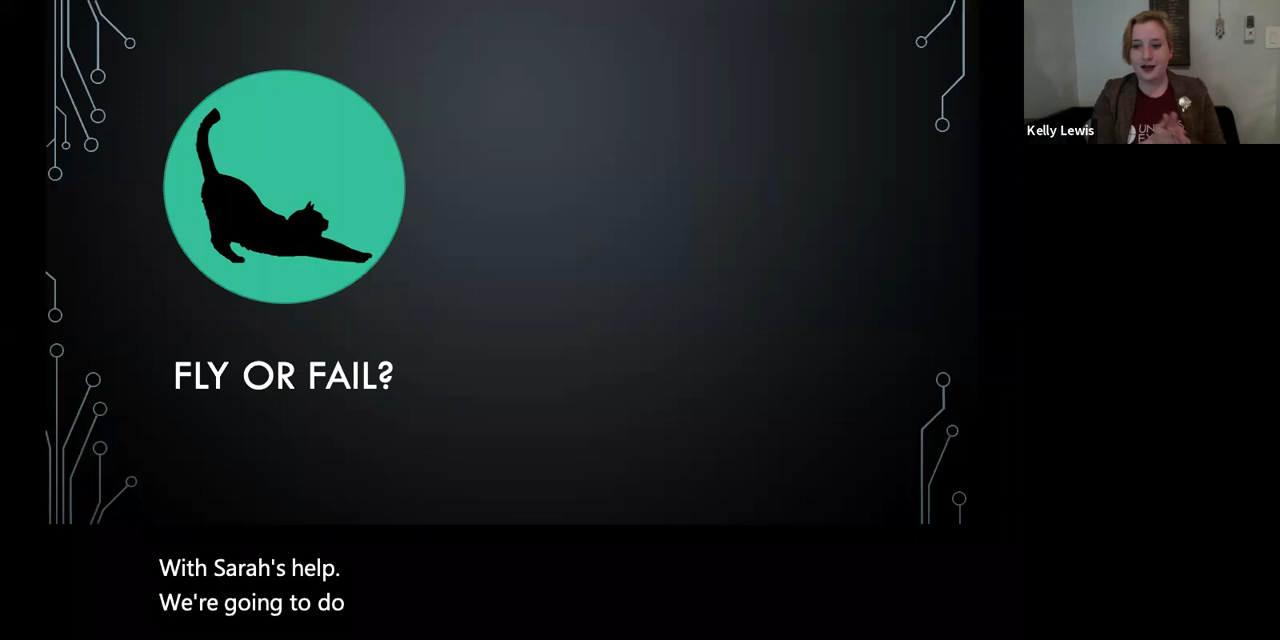 FLY OR FAIL?
Kelly Lewis
With Sarah's help.
We're going to do